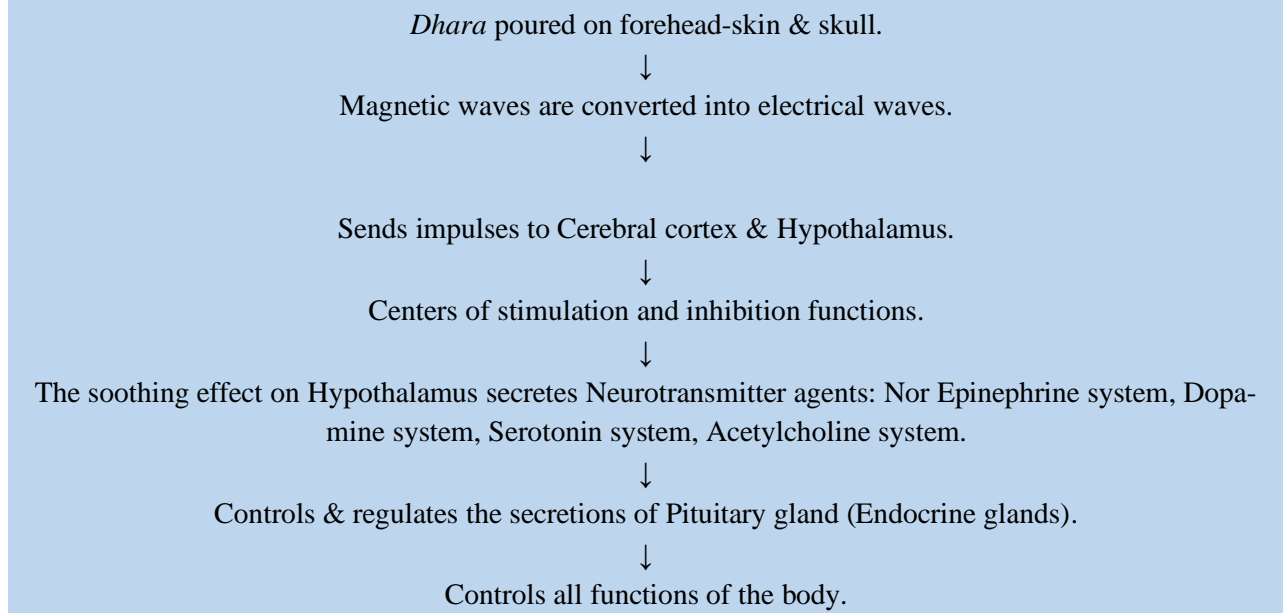 Dhara poured on forehead-skin & skull.
↓
Magnetic waves are converted into electrical waves.
↓
Sends impulses to Cerebral cortex & Hypothalamus.
↓
Centers of stimulation and inhibition functions.
↓
The soothing effect on Hypothalamus secretes Neurotransmitter agents: Nor Epinephrine system, Dopa-
mine system, Serotonin system, Acetylcholine system.
↓
Controls & regulates the secretions of Pituitary gland (Endocrine glands).
↓
Controls all functions of the body.